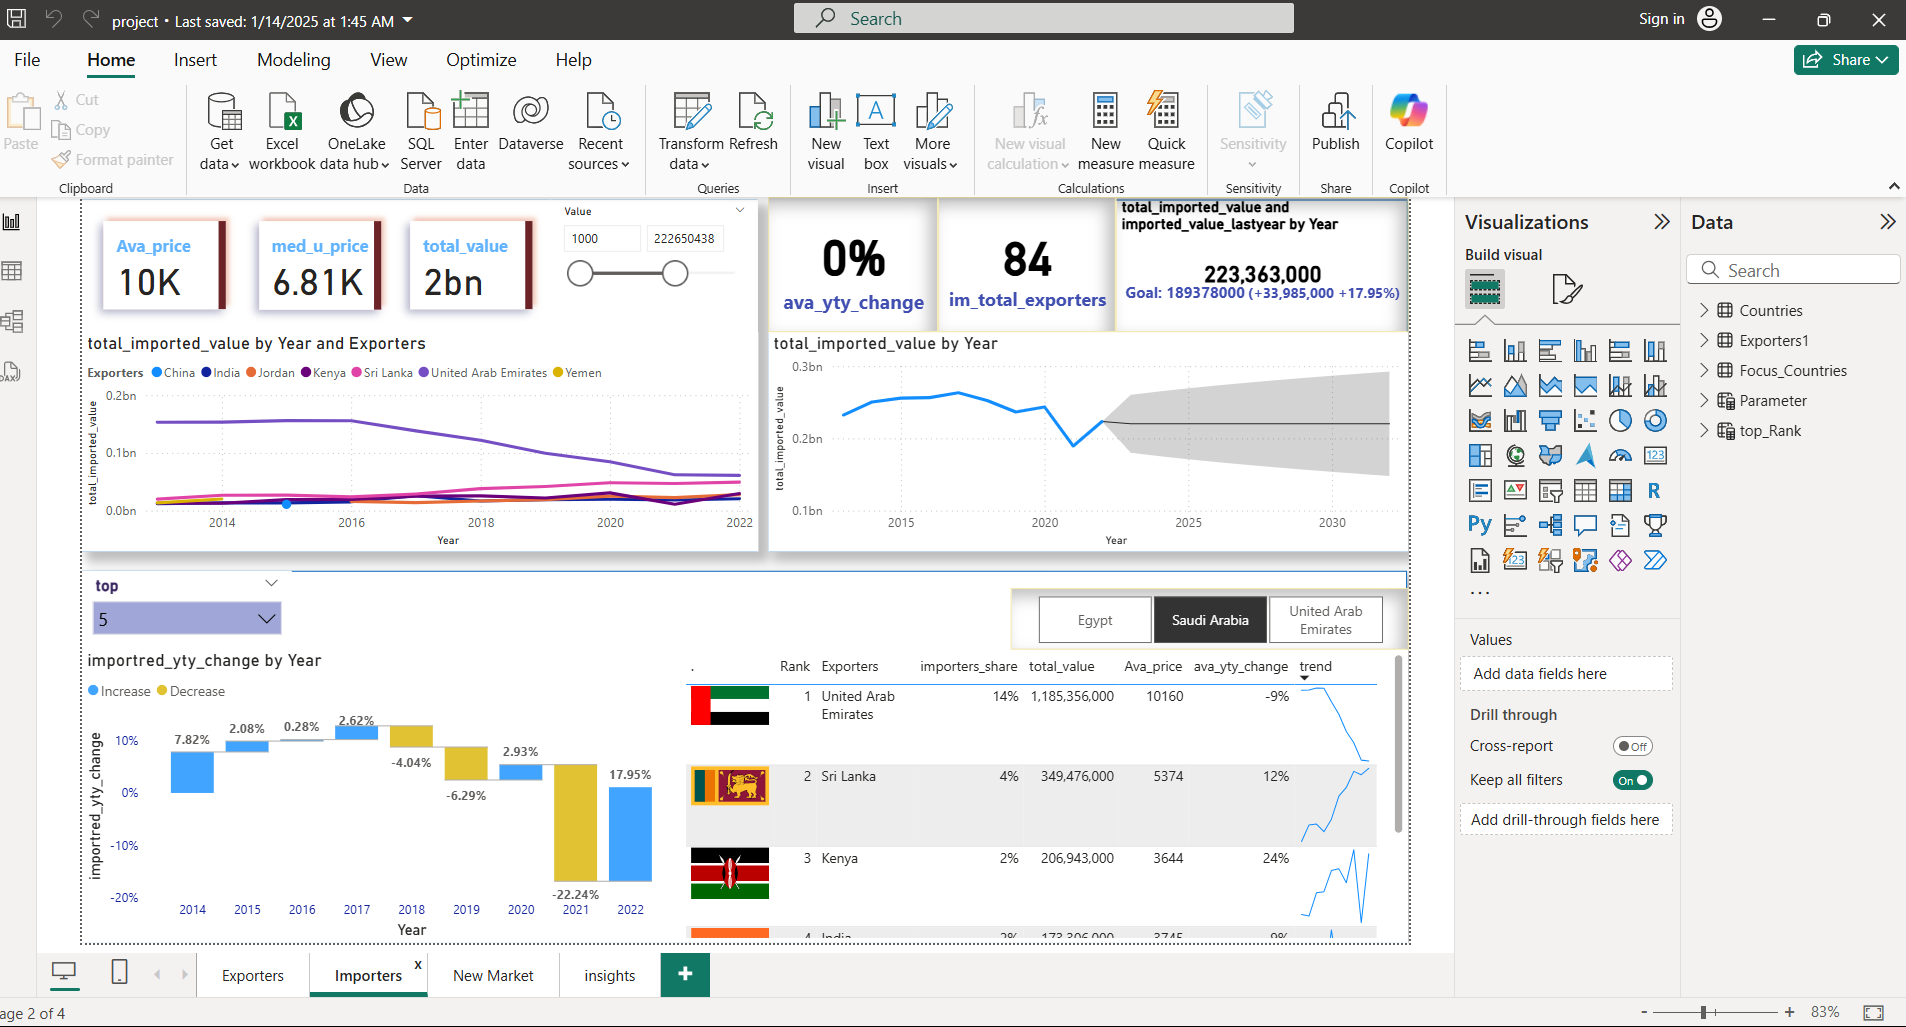 project • Last saved: 1/14/2025 at 1:45 AM
Search
Sign in
File Home Insert Modeling View Optimize Help
Share
Paste
Cut
Copy
Format painter
Clipboard
Get data
Excel workbook
OneLake data hub
SQL Server
Enter data
Dataverse
Recent sources
Data
Transform data
Refresh
Queries
New visual
Text box
More visuals
Insert
New visual calculation
New measure
Quick measure
Calculations
Sensitivity
Sensitivity
Publish
Share
Copilot
Copilot
Ava_price
10K
med_u_price
6.81K
total_value
2bn
Value
1000
222650438
0%
ava_yty_change
84
im_total_exporters
total_imported_value and
imported_value_lastyear by Year
223,363,000
Goal: 189378000 (+33,985,000 +17.95%)
total_imported_value by Year and Exporters
Exporters China India Jordan Kenya Sri Lanka United Arab Emirates Yemen
total_imported_value
0.2bn
0.1bn
0.0bn
2014 2016 2018 2020 2022
Year
total_imported_value by Year
total_imported_value
0.3bn
0.2bn
0.1bn
2015 2020 2025 2030
Year
top
5
Egypt
Saudi Arabia
United Arab
Emirates
importred_yty_change by Year
Increase Decrease
importred_yty_change
10%
0%
-10%
-20%
7.82%
2.08%
0.28%
2.62%
-4.04%
-6.29%
2.93%
-22.24%
17.95%
2014 2015 2016 2017 2018 2019 2020 2021 2022
Year
. Rank Exporters importers_share total_value Ava_price ava_yty_change trend
1 United Arab Emirates 14% 1,185,356,000 10160 -9%
2 Sri Lanka 4% 349,476,000 5374 12%
3 Kenya 2% 206,943,000 3644 24%
4 India 2% 173,306,000 3745 9%
Visualizations
Build visual
123
R
Py
123
...
Values
Add data fields here
Drill through
Cross-report Off
Keep all filters On
Add drill-through fields here
Data
Search
Countries
Exporters1
Focus_Countries
Parameter
top_Rank
DAX
Exporters
Importers x
New Market
insights
+
age 2 of 4
- + 83%